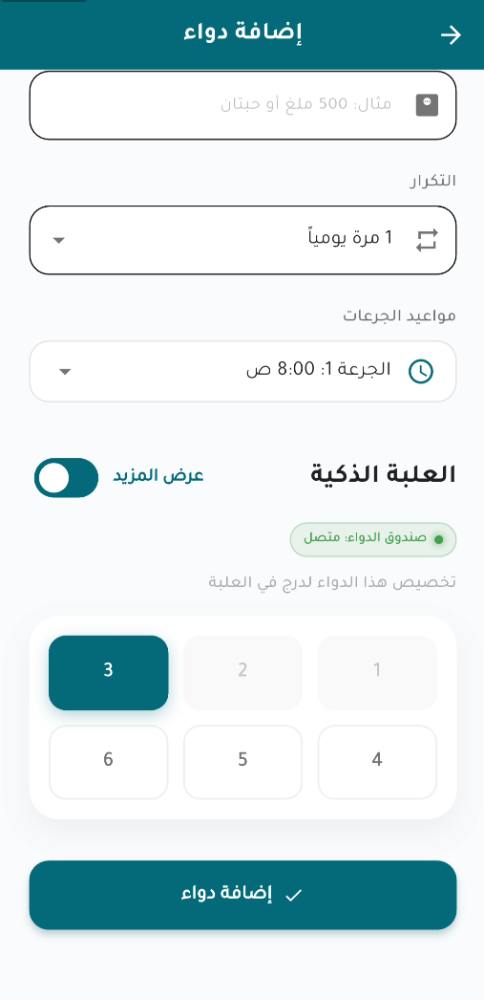 إضافة دواء
مثال: 500 ملغ أو حبتان
التكرار
1 مرة يومياً
مواعيد الجرعات
الجرعة 1: 8:00 ص
العلبة الذكية
عرض المزيد
صندوق الدواء: متصل
تخصيص هذا الدواء لدرج في العلبة
1 2 3
4 5 6
إضافة دواء